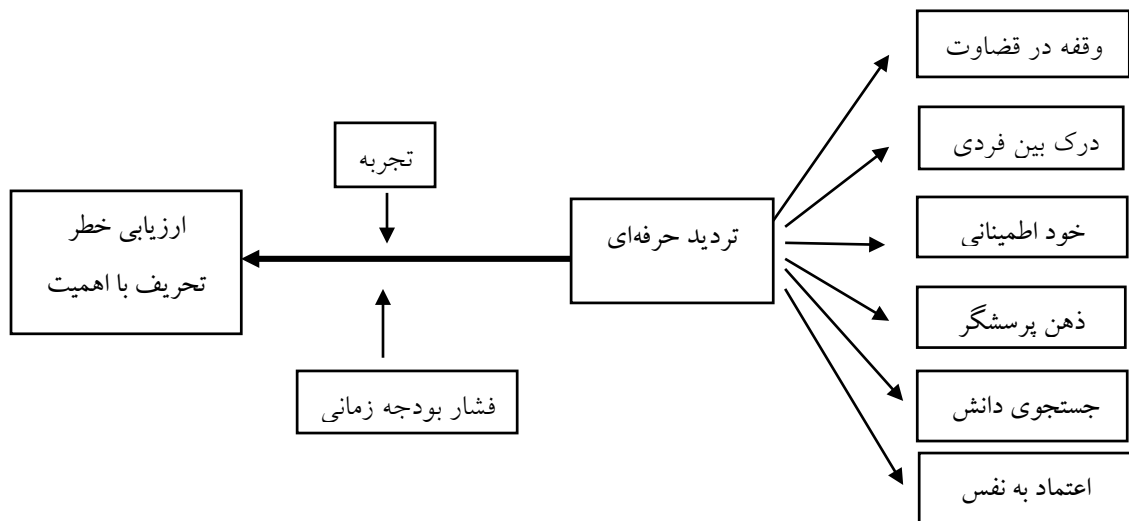 وقفه در قضاوت
درک بین فردی
خود اطمینانی
ذهن پرسشگر
جستجوی دانش
اعتماد به نفس
تردید حرفه‌ای
تجربه
فشار بودجه زمانی
ارزیابی خطر
تحریف با اهمیت